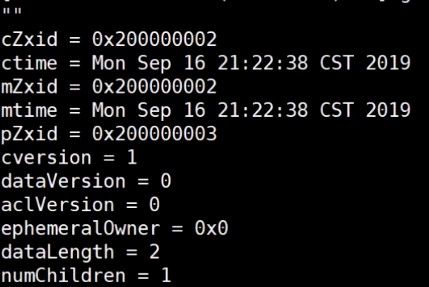 ""
cZxid = 0x200000002
ctime = Mon Sep 16 21:22:38 CST 2019
mZxid = 0x200000002
mtime = Mon Sep 16 21:22:38 CST 2019
pZxid = 0x200000003
cversion = 1
dataVersion = 0
aclVersion = 0
ephemeralOwner = 0x0
dataLength = 2
numChildren = 1